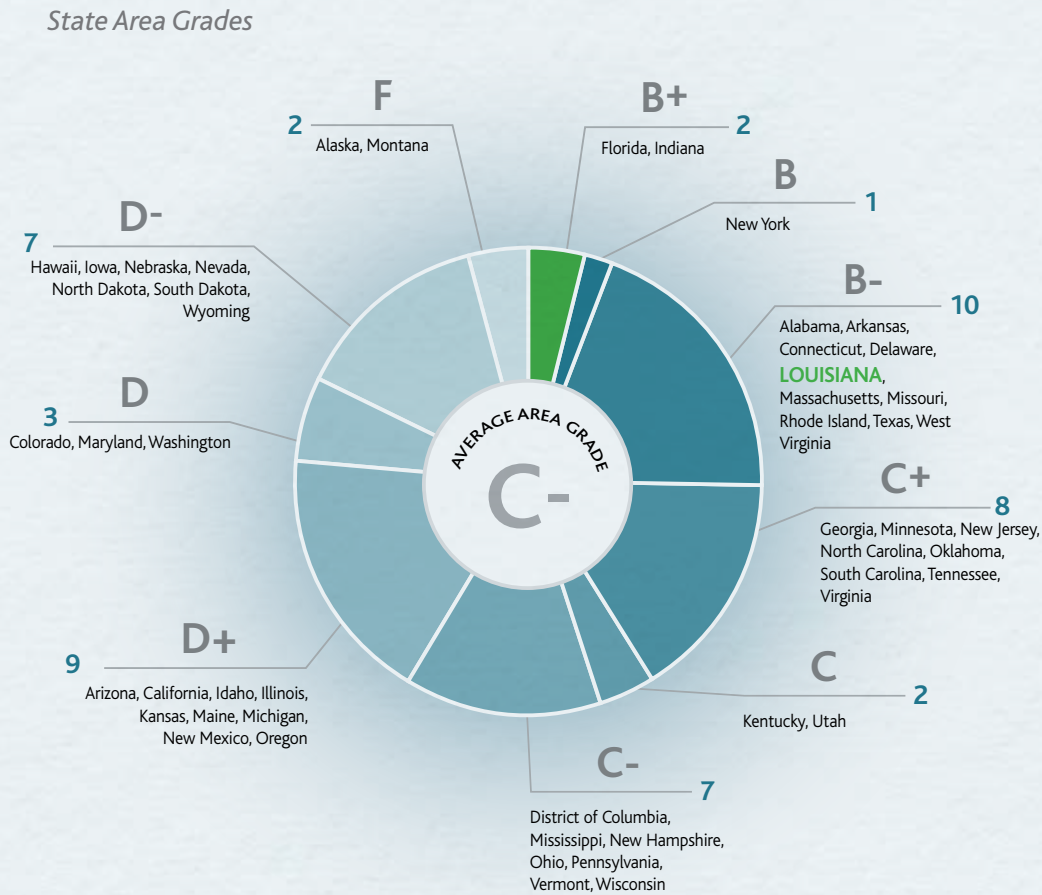 State Area Grades
F
2
Alaska, Montana
B+
2
Florida, Indiana
B
1
New York
B-
10
Alabama, Arkansas,
Connecticut, Delaware,
LOUISIANA,
Massachusetts, Missouri,
Rhode Island, Texas, West
Virginia
C+
8
Georgia, Minnesota, New Jersey,
North Carolina, Oklahoma,
South Carolina, Tennessee,
Virginia
C
2
Kentucky, Utah
C-
7
District of Columbia,
Mississippi, New Hampshire,
Ohio, Pennsylvania,
Vermont, Wisconsin
D+
9
Arizona, California, Idaho, Illinois,
Kansas, Maine, Michigan,
New Mexico, Oregon
D
3
Colorado, Maryland, Washington
D-
7
Hawaii, Iowa, Nebraska, Nevada,
North Dakota, South Dakota,
Wyoming
AVERAGE AREA GRADE
C-